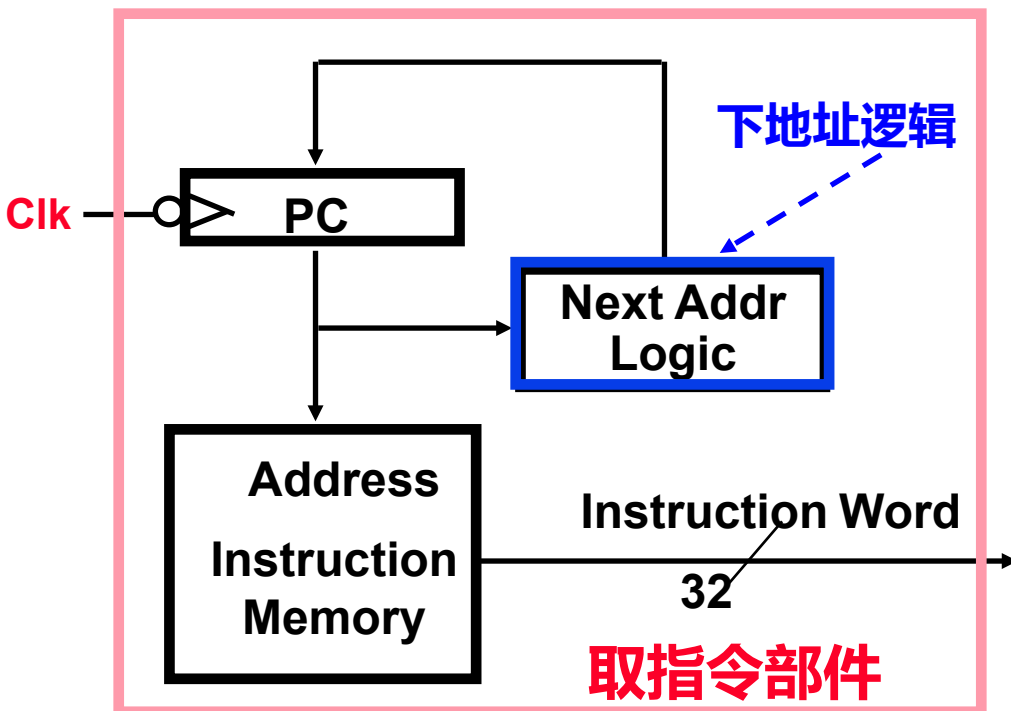 下地址逻辑
Clk
PC
Next Addr
Logic
Address
Instruction
Memory
Instruction Word
32
取指令部件